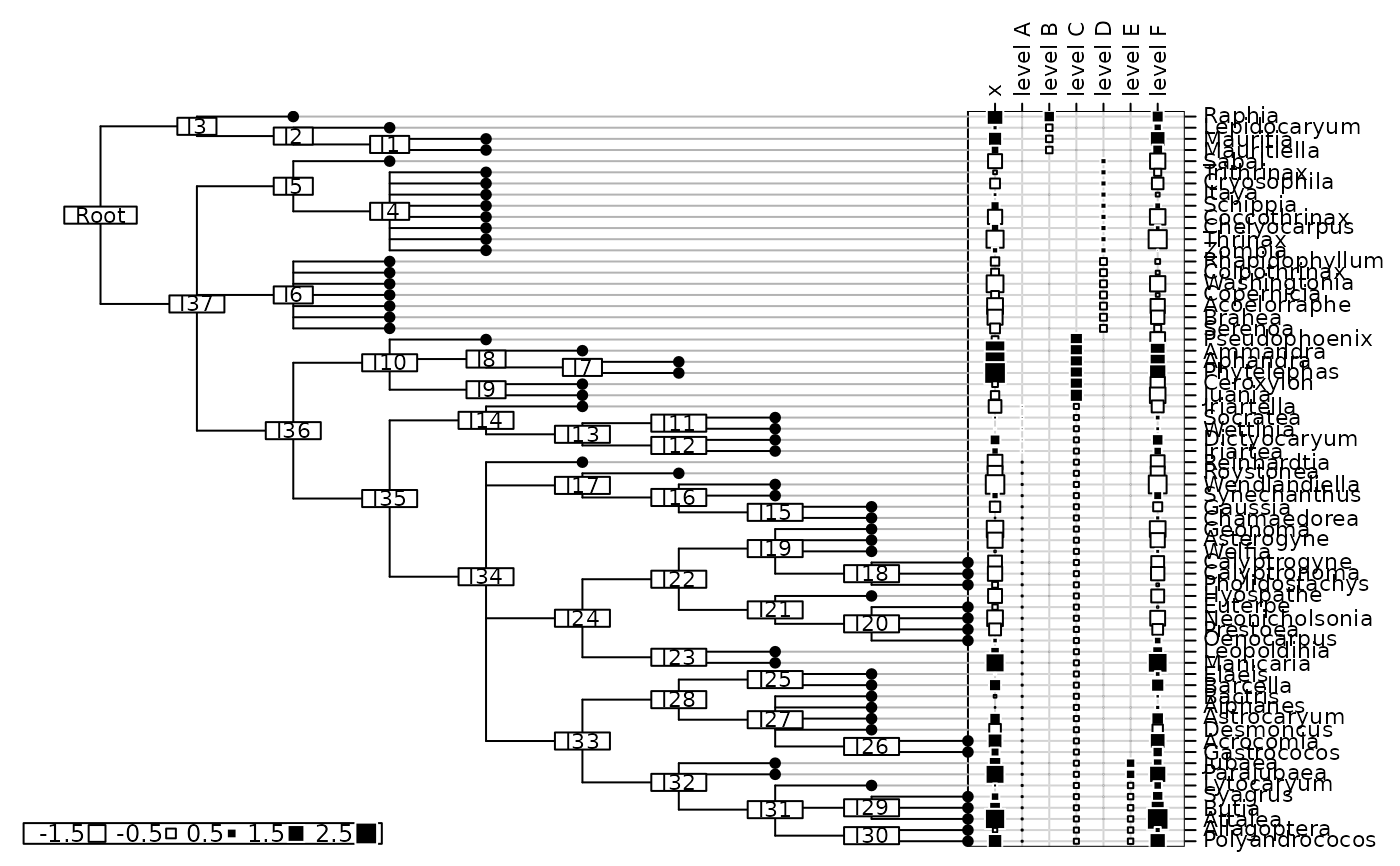 x
level A
level B
level C
level D
level E
level F
Raphia
Lepidocaryum
Mauritia
Mauritiella
Sabal
Trithrinax
Cryosophila
Itaya
Schippia
Coccothrinax
Chelyocarpus
Thrinax
Zombia
Rhapidophyllum
Colpothrinax
Washingtonia
Copernicia
Acoelorraphe
Brahea
Serenoa
Pseudophoenix
Ammandra
Aphandra
Phytelephas
Ceroxylon
Juania
Iriartella
Socratea
Wettinia
Dictyocaryum
Iriartea
Reinhardtia
Roystonea
Wendlandiella
Synechanthus
Gaussia
Chamaedorea
Geonoma
Asterogyne
Welfia
Calyptrogyne
Calyptronoma
Pholidostachys
Hyospathe
Euterpe
Neonicholsonia
Prestoea
Oenocarpus
Leopoldinia
Manicaria
Elaeis
Barcella
Bactris
Aiphanes
Astrocaryum
Desmoncus
Acrocomia
Gastrococos
Jubaea
Parajubaea
Lytocaryum
Syagrus
Butia
Attalea
Allagoptera
Polyandrococos
Root
I3
I2
I1
I5
I4
I37
I6
I10
I8
I7
I9
I36
I14
I11
I13
I12
I35
I17
I16
I15
I34
I19
I22
I18
I24
I21
I20
I23
I25
I28
I27
I33
I26
I32
I31
I29
I30
-1.5 -0.5 0.5 1.5 2.5